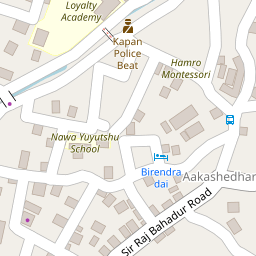 Loyalty
Academy
Kapan
Police
Beat
Hamro
Montessori
Nawa Yuyutshu
School
Birendra
dai
Aakashedhar
Sir Raj Bahadur Road